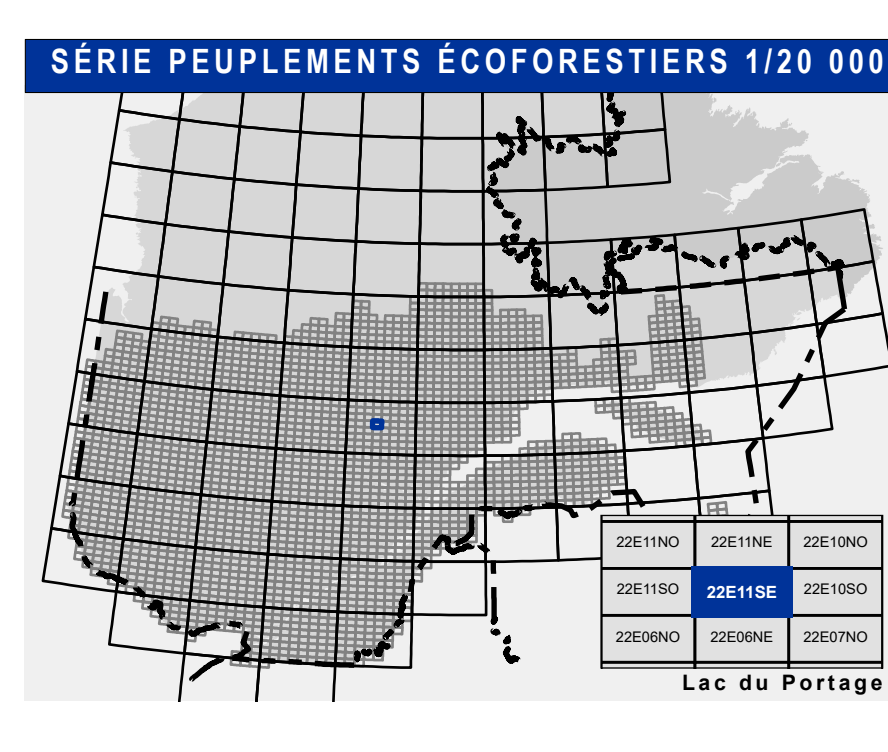 SÉRIE PEUPLEMENTS ÉCOFORESTIERS 1/20 000
22E11NO 22E11NE 22E10NO
22E11SO 22E11SE 22E10SO
22E06NO 22E06NE 22E07NO
Lac du Portage